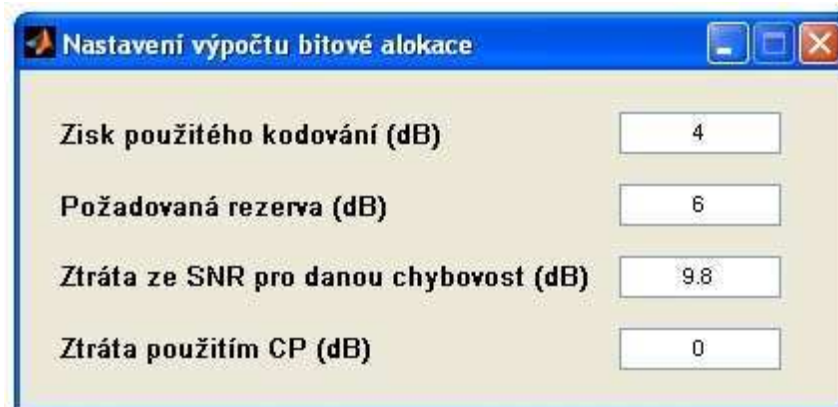 Nastavení výpočtu bitové alokace
Zisk použitého kodování (dB) 4
Požadovaná rezerva (dB) 6
Ztráta ze SNR pro danou chybovost (dB) 9.8
Ztráta použitím CP (dB) 0